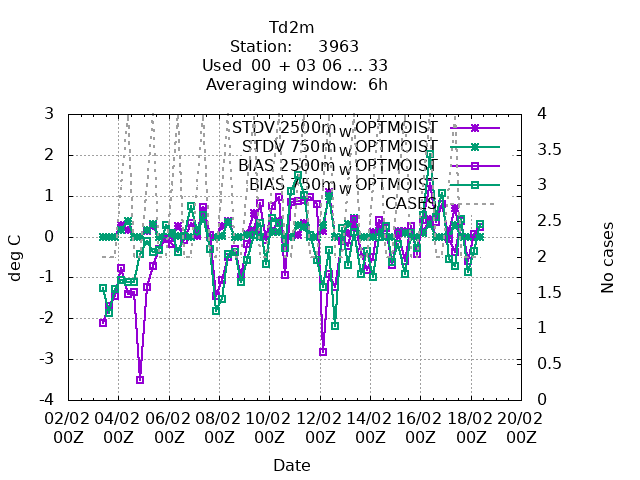 Td2m
Station: 3963
Used 00 + 03 06 ... 33
Averaging window: 6h
STDV 2500m w OPTMOIST
STDV 750m w OPTMOIST
BIAS 2500m w OPTMOIST
BIAS 750m w OPTMOIST
CASES
3
2
1
0
-1
-2
-3
-4
deg C
4
3.5
3
2.5
2
1.5
1
0.5
0
No cases
02/02 04/02 06/02 08/02 10/02 12/02 14/02 16/02 18/02 20/02
00Z 00Z 00Z 00Z 00Z 00Z 00Z 00Z 00Z 00Z
Date